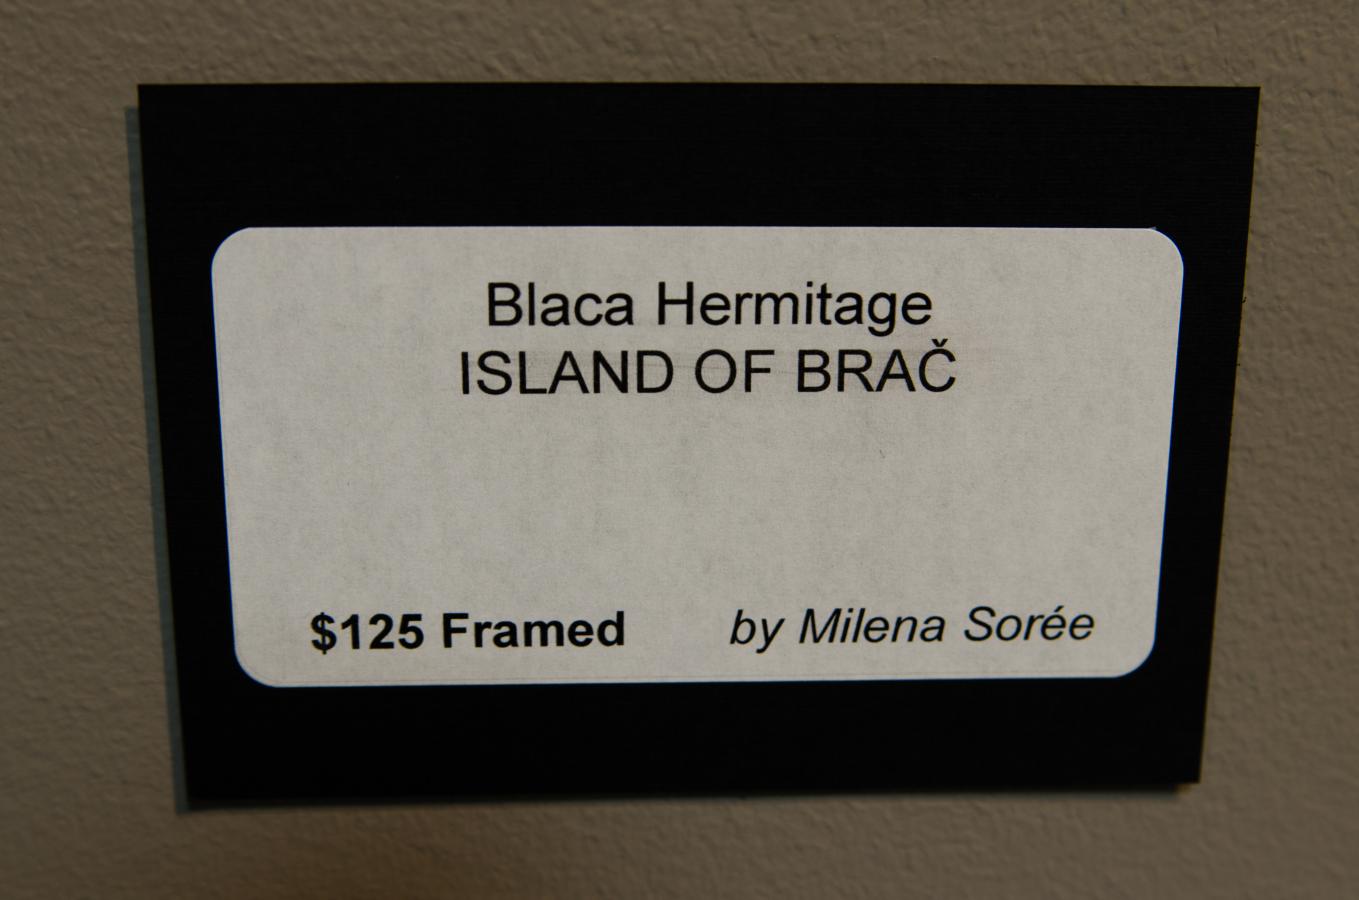 Blaca Hermitage
ISLAND OF BRAČ
$125 Framed by Milena Sorée